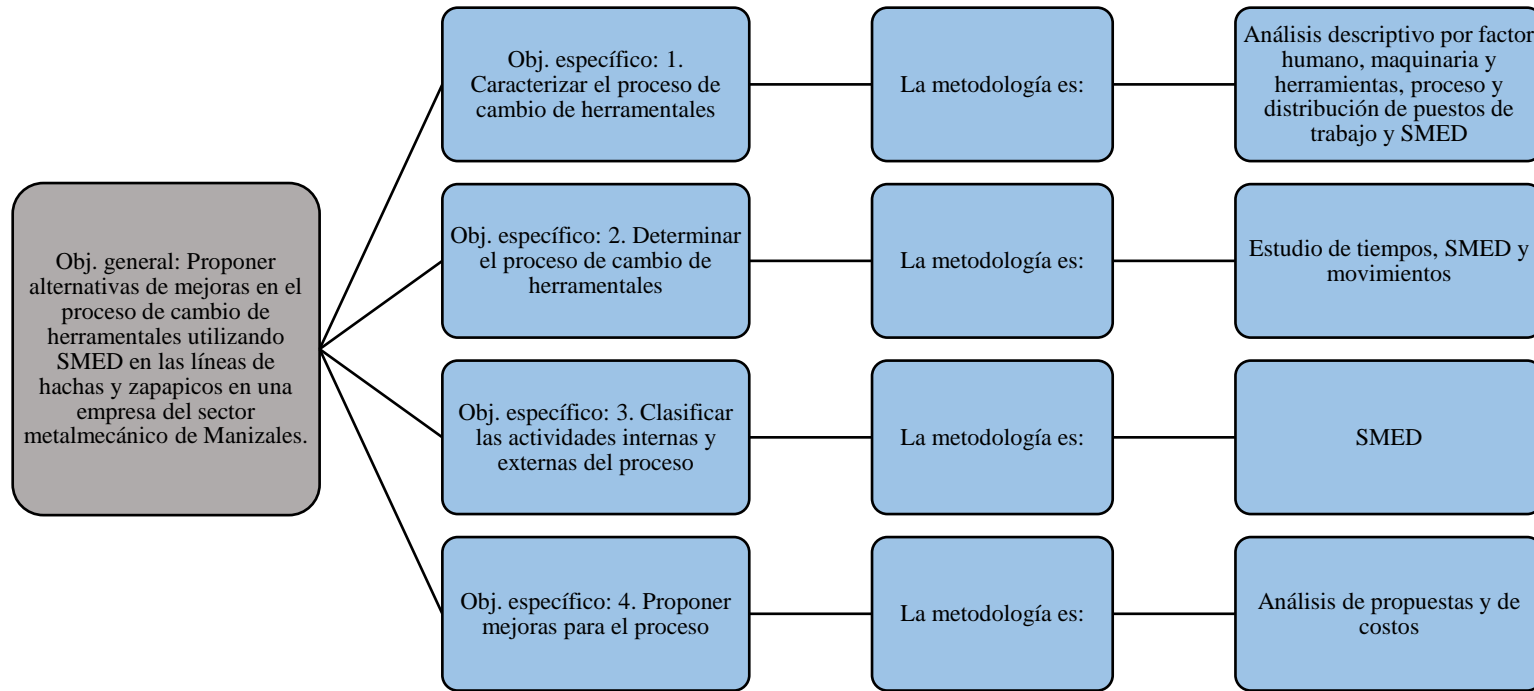 Obj. general: Proponer
alternativas de mejoras en el
proceso de cambio de
herramentales utilizando
SMED en las líneas de
hachas y zapapicos en una
empresa del sector
metalmecánico de Manizales.
Obj. específico: 1.
Caracterizar el proceso de
cambio de herramentales
La metodología es:
Análisis descriptivo por factor
humano, maquinaria y
herramientas, proceso y
distribución de puestos de
trabajo y SMED
Obj. específico: 2. Determinar
el proceso de cambio de
herramentales
La metodología es:
Estudio de tiempos, SMED y
movimientos
Obj. específico: 3. Clasificar
las actividades internas y
externas del proceso
La metodología es:
SMED
Obj. específico: 4. Proponer
mejoras para el proceso
La metodología es:
Análisis de propuestas y de
costos